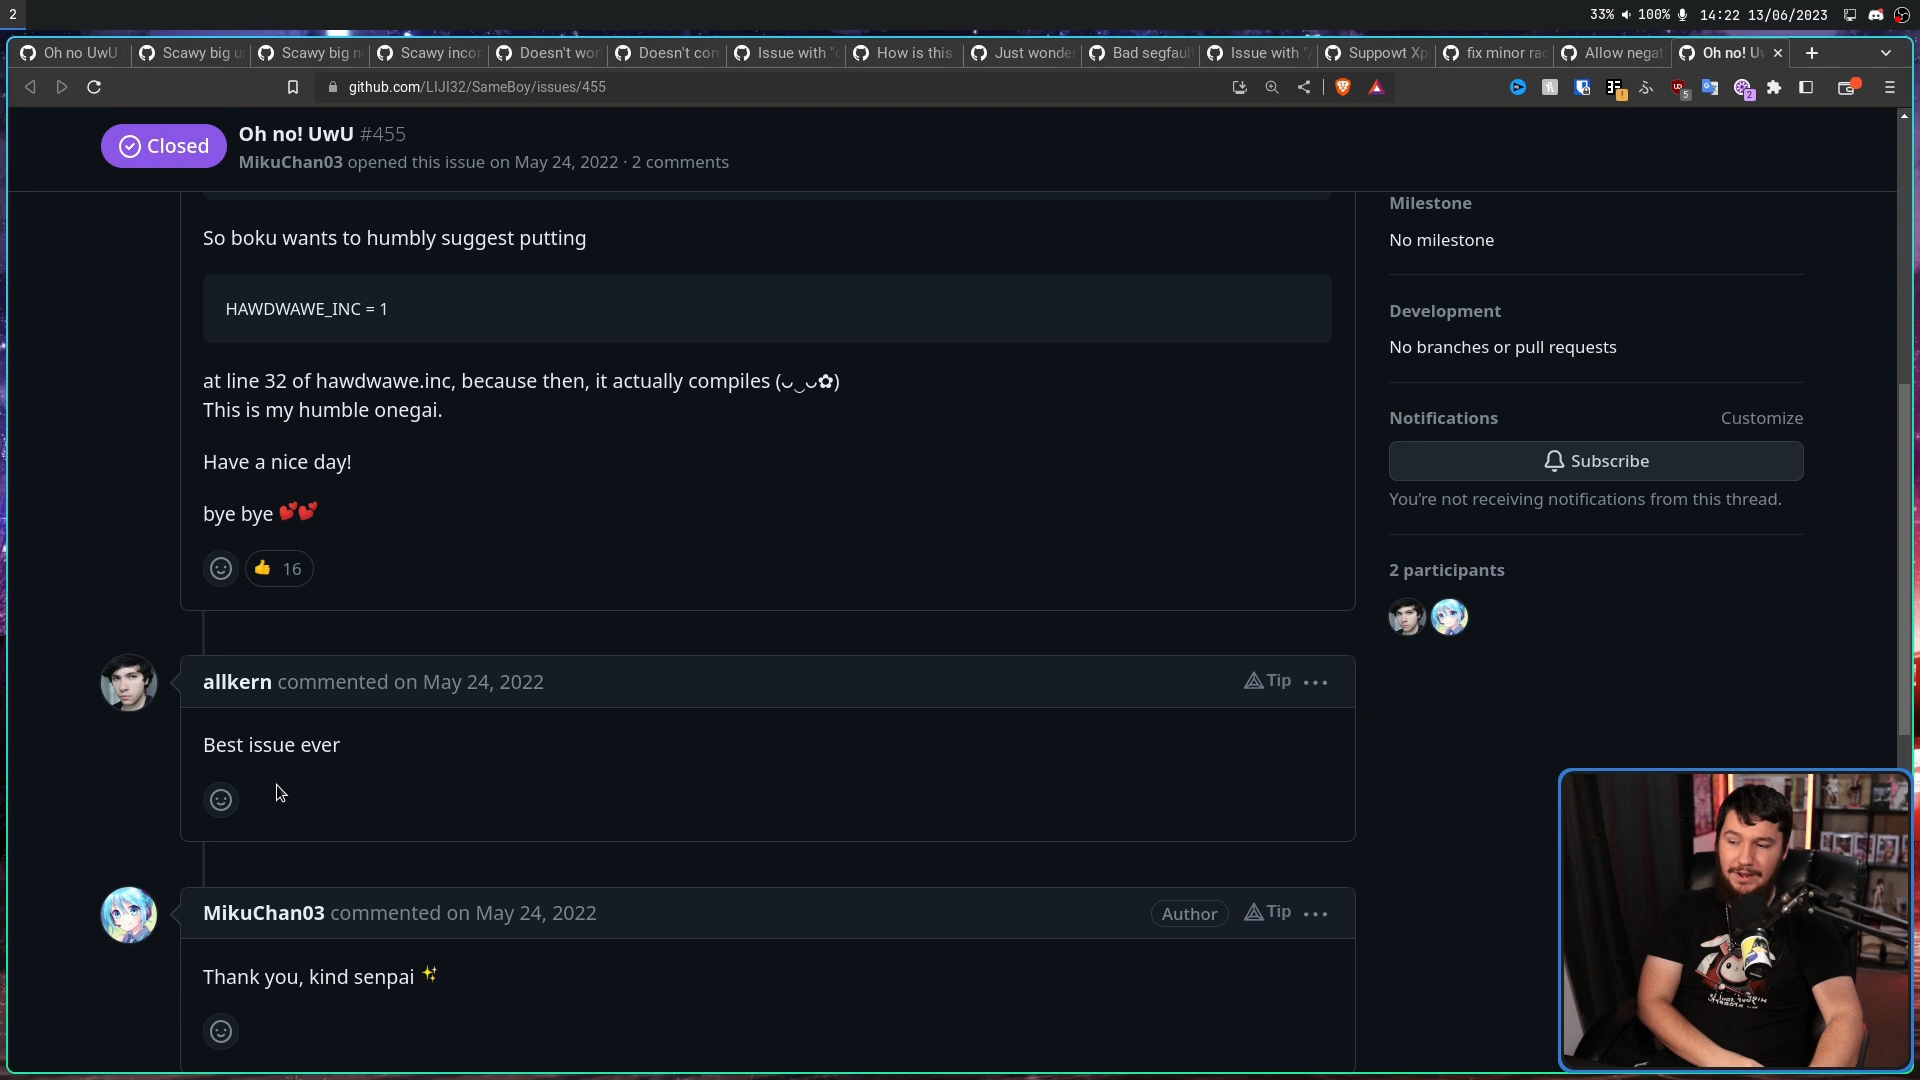 2
33% 100% 14:22 13/06/2023
Oh no UwU
Scawy big u
Scawy big n
Scawy inco
Doesn't wor
Doesn't con
Issue with "
How is this
Just wonde
Bad segfaul
Issue with "
Suppowt Xp
fix minor ra
Allow negat
Oh no! U
github.com/LIJI32/SameBoy/issues/455
5
2
Closed
Oh no! UwU #455
MikuChan03 opened this issue on May 24, 2022 · 2 comments
So boku wants to humbly suggest putting
HAWDWAWE_INC = 1
at line 32 of hawdwawe.inc, because then, it actually compiles (◡‿◡✿)
This is my humble onegai.
Have a nice day!
bye bye 💕💕
👍 16
allkern commented on May 24, 2022
Tip ...
Best issue ever
MikuChan03 commented on May 24, 2022
Author
Tip ...
Thank you, kind senpai ✨
Milestone
No milestone
Development
No branches or pull requests
Notifications
Customize
Subscribe
You're not receiving notifications from this thread.
2 participants